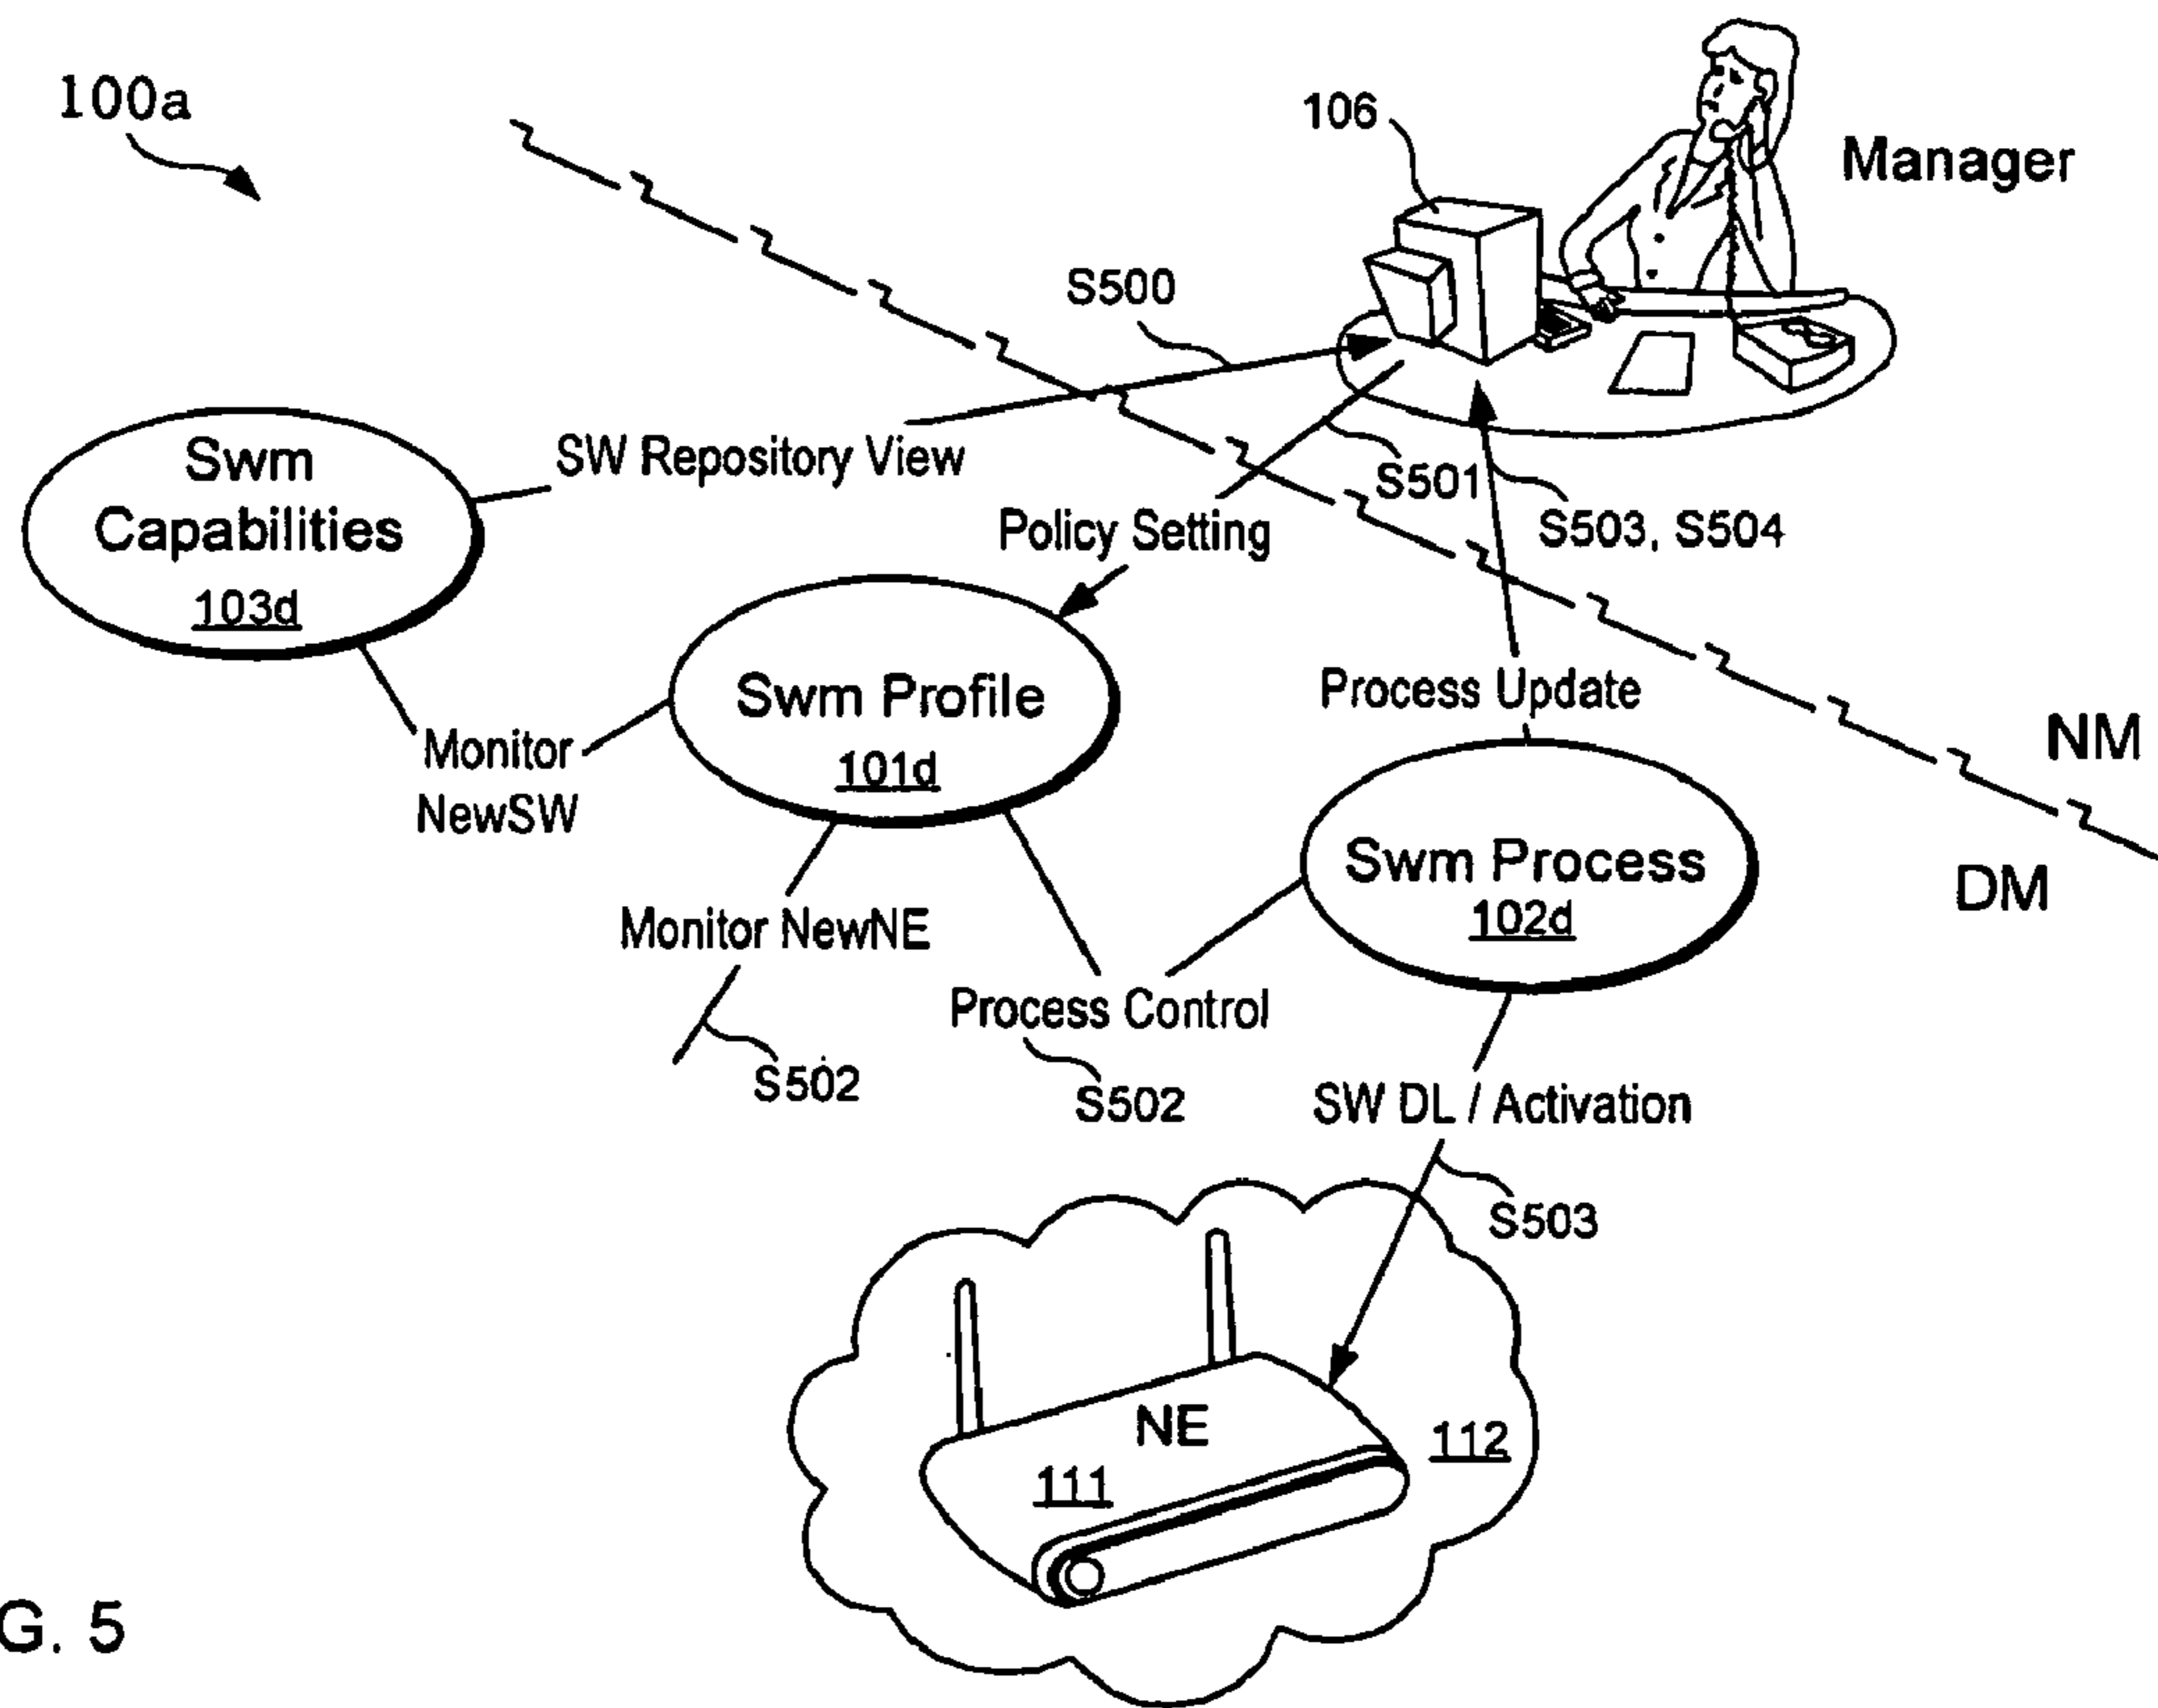 100a
106
Manager
S500
Swm
Capabilities
103d
SW Repository View
S501
S503, S504
Policy Setting
Swm Profile
101d
Monitor
NewSW
Process Update
NM
DM
Swm Process
102d
Monitor NewNE
S502
Process Control
S502
SW DL / Activation
S503
NE
111
112
G. 5